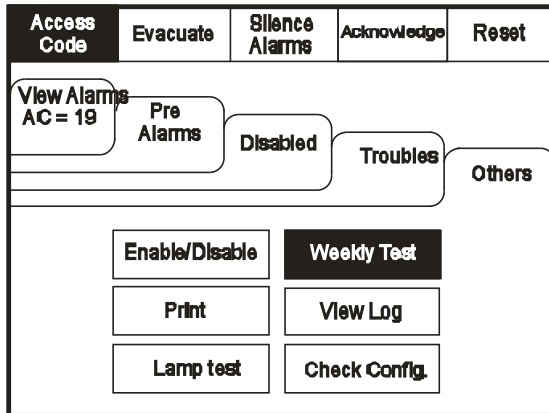 Access Code
Evacuate
Silence Alarms
Acknowledge
Reset
View Alarms
AC = 19
Pre Alarms
Disabled
Troubles
Others
Enable/Disable
Weekly Test
Print
View Log
Lamp test
Check Config.